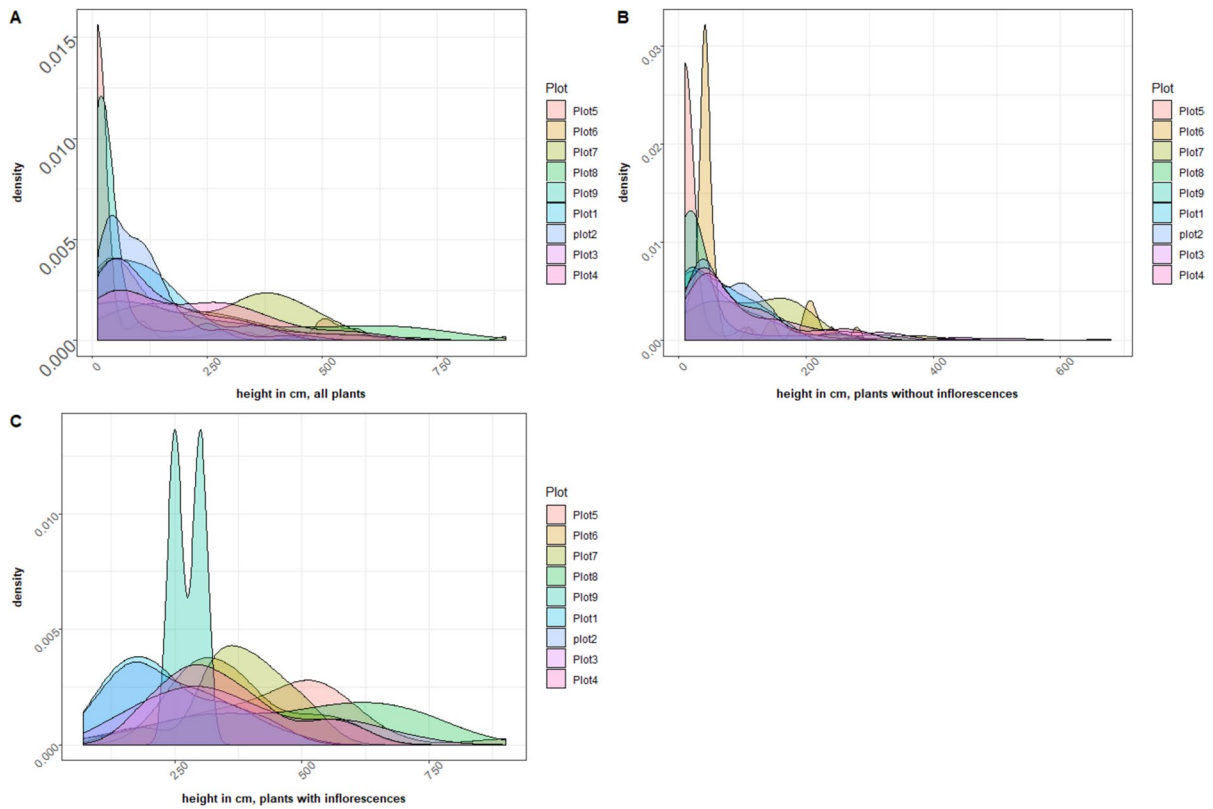 A
0.015
0.010
0.005
0.000
density
0
250
500
750
height in cm, all plants
Plot
Plot5
Plot6
Plot7
Plot8
Plot9
Plot1
plot2
Plot3
Plot4
B
0.03
0.02
0.01
0.00
density
0
200
400
600
height in cm, plants without inflorescences
Plot
Plot5
Plot6
Plot7
Plot8
Plot9
Plot1
plot2
Plot3
Plot4
C
0.010
0.005
0.000
density
250
500
750
height in cm, plants with inflorescences
Plot
Plot5
Plot6
Plot7
Plot8
Plot9
Plot1
plot2
Plot3
Plot4